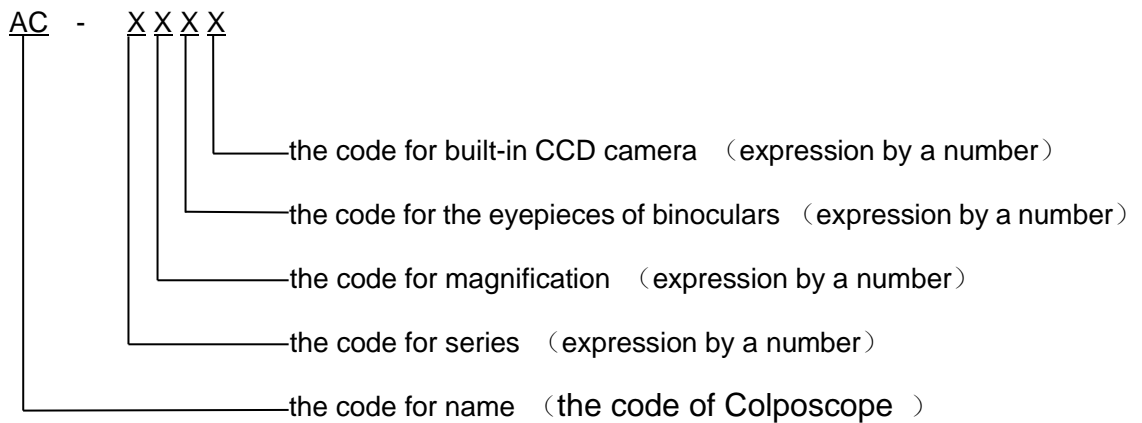 AC - X X X X
the code for built-in CCD camera （expression by a number）
the code for the eyepieces of binoculars （expression by a number）
the code for magnification （expression by a number）
the code for series （expression by a number）
the code for name （the code of Colposcope ）